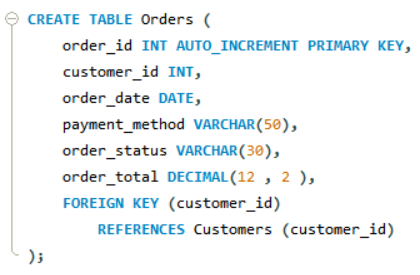 CREATE TABLE Orders (
order_id INT AUTO_INCREMENT PRIMARY KEY,
customer_id INT,
order_date DATE,
payment_method VARCHAR(50),
order_status VARCHAR(30),
order_total DECIMAL(12 , 2 ),
FOREIGN KEY (customer_id)
REFERENCES Customers (customer_id)
);